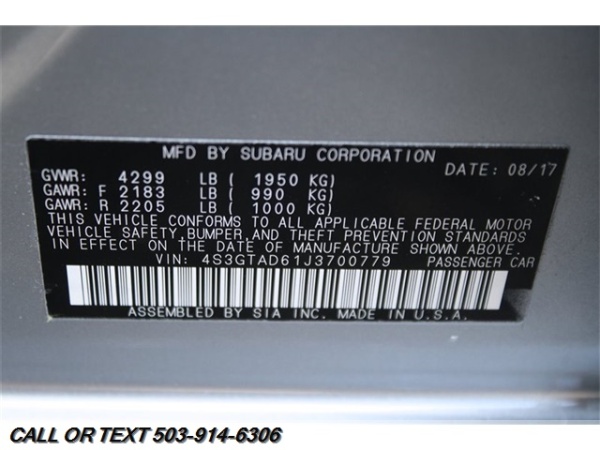 MFD BY SUBARU CORPORATION
DATE: 08/17
GVWR: 4299 LB ( 1950 KG)
GAWR: F 2183 LB ( 990 KG)
GAWR: R 2205 LB ( 1000 KG)
THIS VEHICLE CONFORMS TO ALL APPLICABLE FEDERAL MOTOR
VEHICLE SAFETY, BUMPER, AND THEFT PREVENTION STANDARDS
IN EFFECT ON THE DATE OF MANUFACTURE SHOWN ABOVE.
VIN: 4S3GTAD61J3700779 PASSENGER CAR
ASSEMBLED BY SIA INC. MADE IN U.S.A.
CALL OR TEXT 503-914-6306